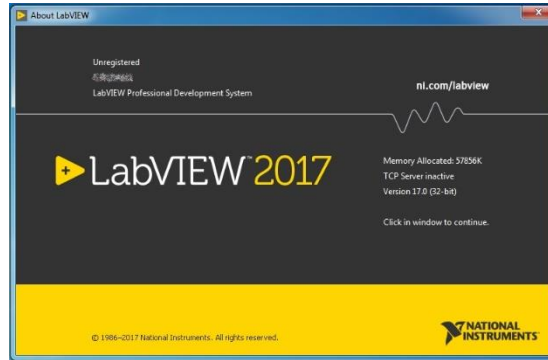 About LabVIEW
Unregistered
LabVIEW Professional Development System
ni.com/labview
LabVIEW™ 2017
Memory Allocated: 57856K
TCP Server inactive
Version 17.0 (32-bit)
Click in window to continue.
© 1986–2017 National Instruments. All rights reserved.
NATIONAL
INSTRUMENTS